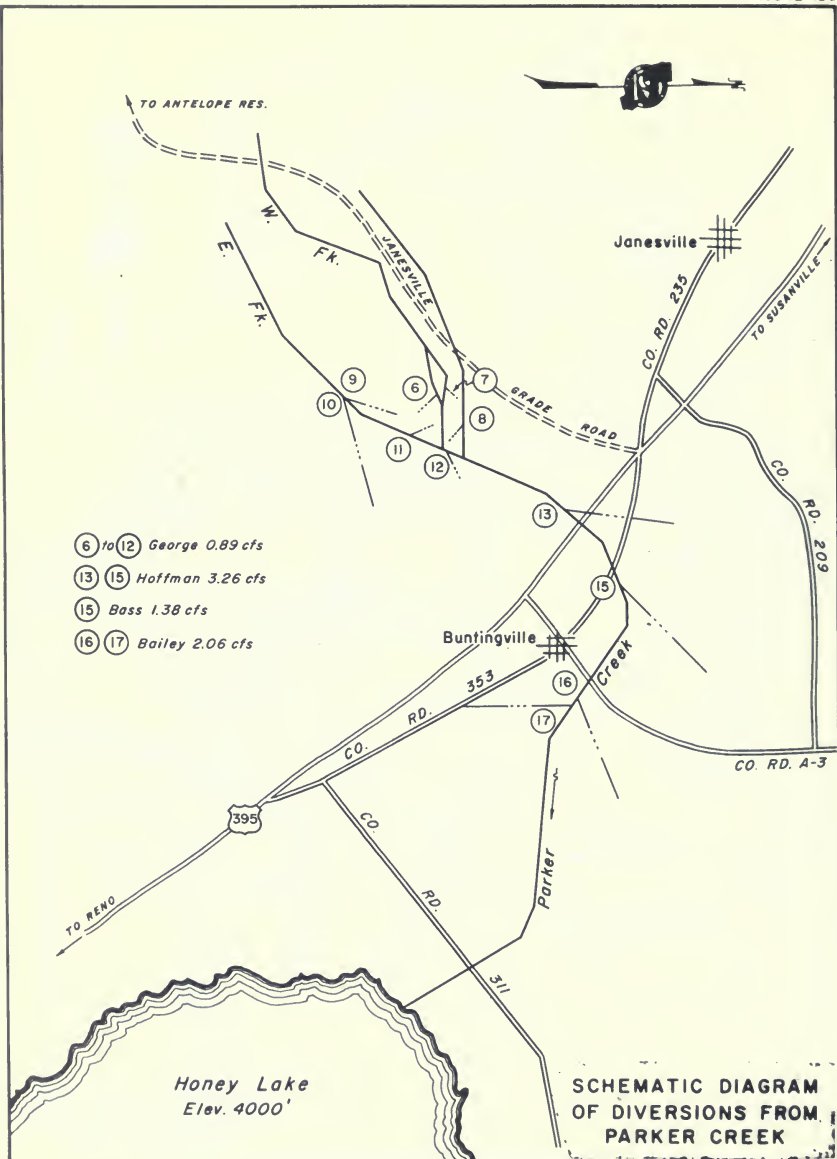 TO ANTELOPE RES.
N
Janesville
W. Fk.
E. Fk.
JANESVILLE GRADE ROAD
CO. RD. 235
TO SUSANVILLE
CO. RD. 209
9
10
6
7
8
11
12
13
15
6 to 12 George 0.89 cfs
13 15 Hoffman 3.26 cfs
15 Bass 1.38 cfs
16 17 Bailey 2.06 cfs
Buntingville
16
17
Parker Creek
CO. RD. 353
CO. RD. A-3
395
TO RENO
CO. RD. 311
Honey Lake
Elev. 4000'
SCHEMATIC DIAGRAM
OF DIVERSIONS FROM
PARKER CREEK